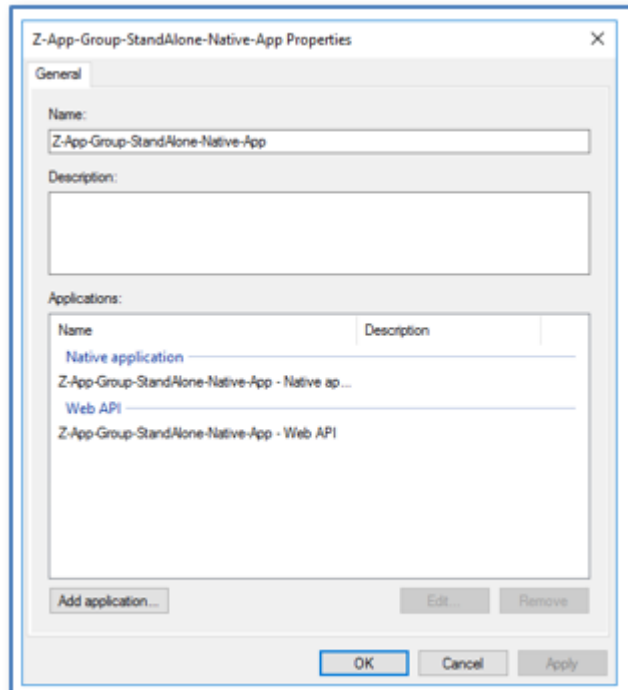 Z-App-Group-StandAlone-Native-App Properties
General
Name:
Z-App-Group-StandAlone-Native-App
Description:
Applications:
Name Description
Native application
Z-App-Group-StandAlone-Native-App - Native ap...
Web API
Z-App-Group-StandAlone-Native-App - Web API
Add application... Edit... Remove
OK Cancel Apply